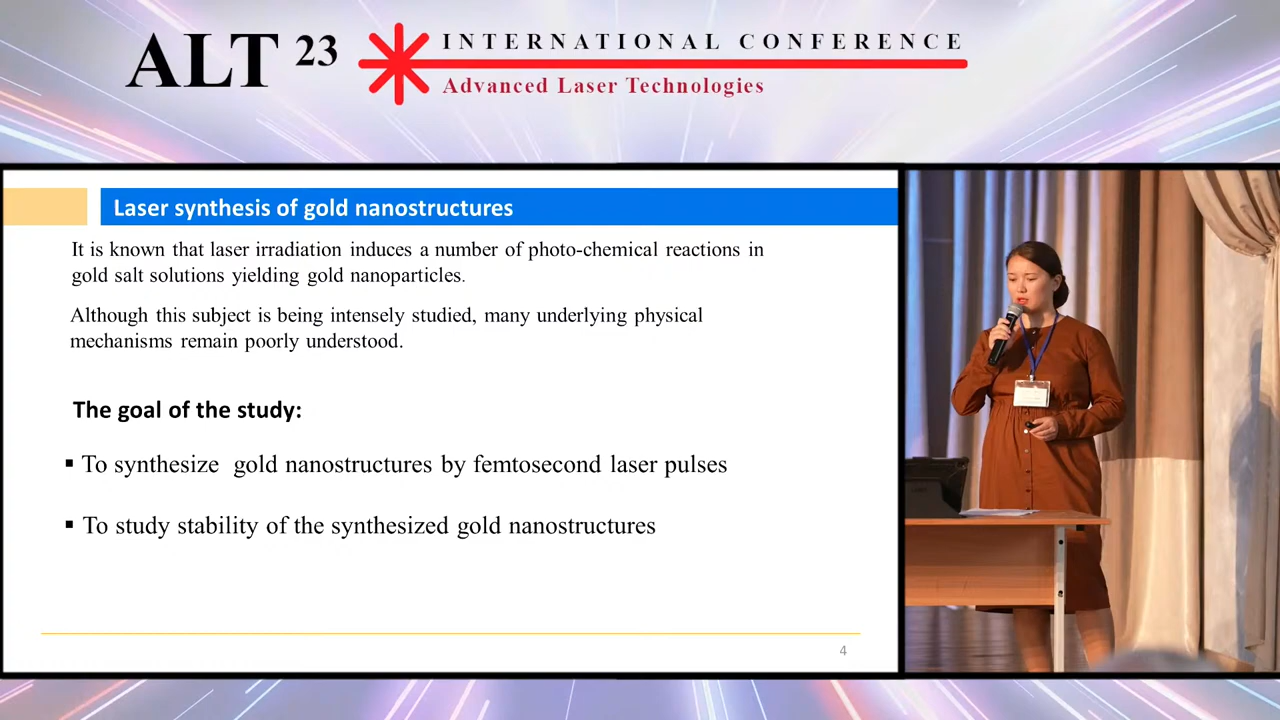 ALT 23
INTERNATIONAL CONFERENCE
Advanced Laser Technologies
Laser synthesis of gold nanostructures
It is known that laser irradiation induces a number of photo-chemical reactions in
gold salt solutions yielding gold nanoparticles.
Although this subject is being intensely studied, many underlying physical
mechanisms remain poorly understood.
The goal of the study:
▪ To synthesize gold nanostructures by femtosecond laser pulses
▪ To study stability of the synthesized gold nanostructures
4